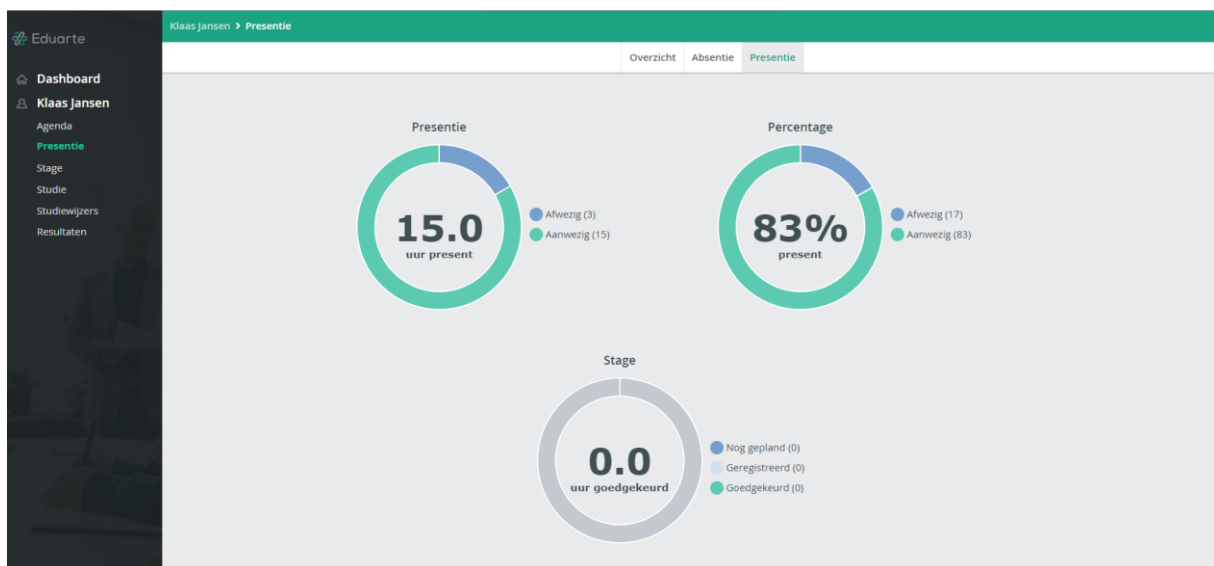 Eduarte
Dashboard
Klaas Jansen
Agenda
Presentie
Stage
Studie
Studiewijzers
Resultaten
Klaas Jansen > Presentie
Overzicht Absentie Presentie
Presentie
15.0
uur present
Afwezig (3)
Aanwezig (15)
Percentage
83%
present
Afwezig (17)
Aanwezig (83)
Stage
0.0
uur goedgekeurd
Nog gepland (0)
Geregistreerd (0)
Goedgekeurd (0)